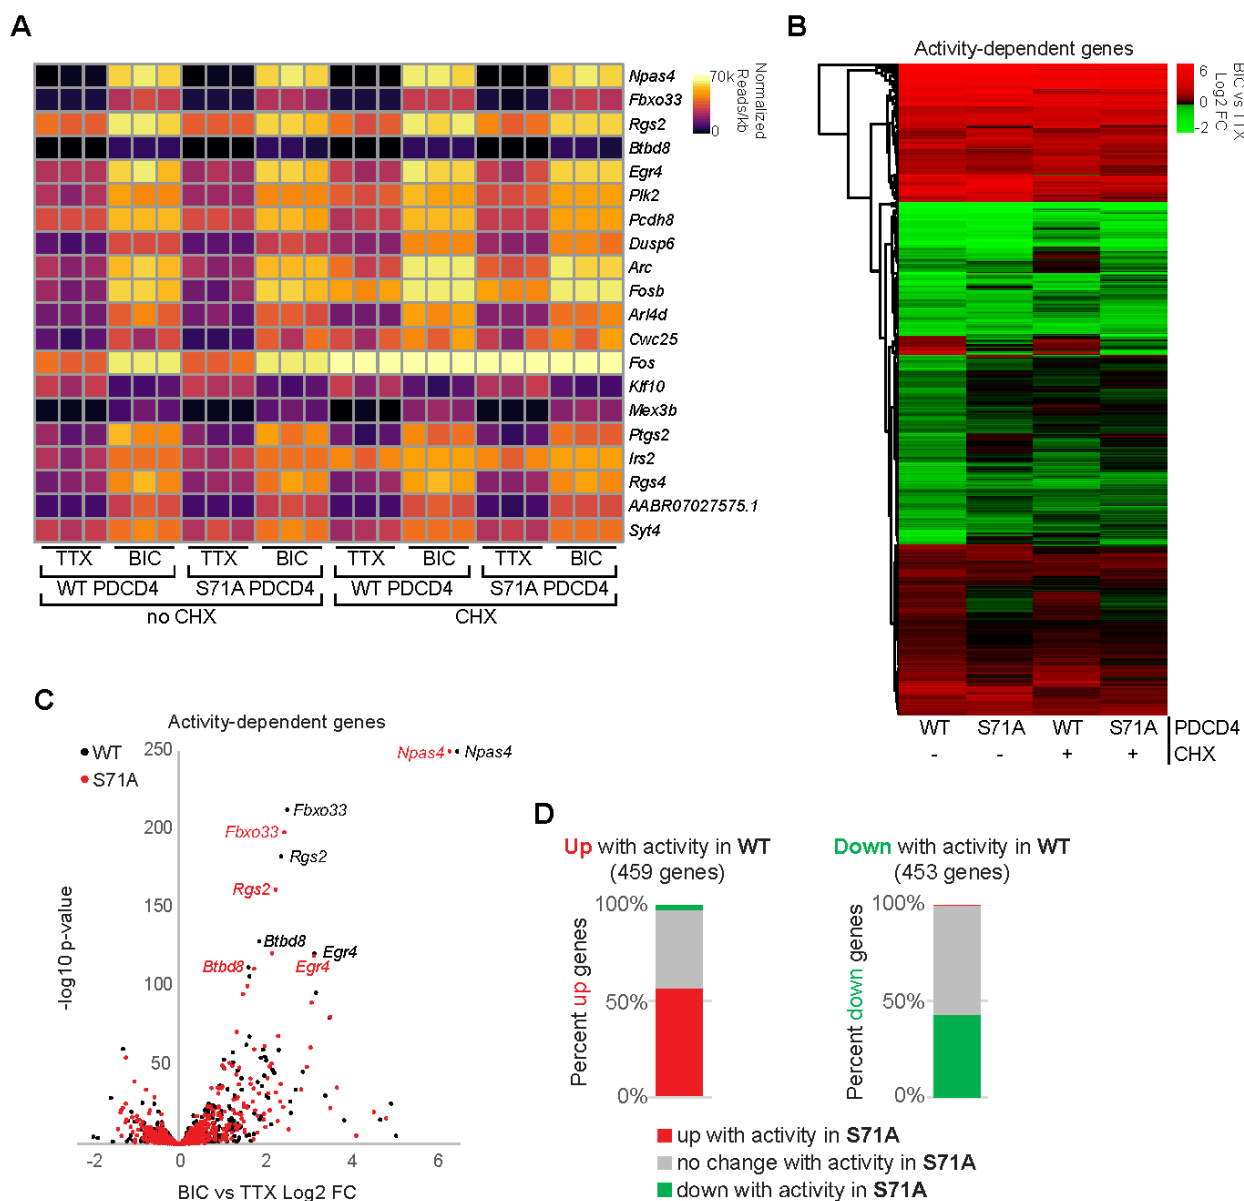 A
Npas4
Fbxo33
Rgs2
Btbd8
Egr4
Plk2
Pcdh8
Dusp6
Arc
Fosb
Arl4d
Cwc25
Fos
Klf10
Mex3b
Ptgs2
Irs2
Rgs4
AABR07027575.1
Syt4
70k
0
Normalized
Reads/kb
TTX BIC TTX BIC TTX BIC TTX BIC
WT PDCD4 S71A PDCD4 WT PDCD4 S71A PDCD4
no CHX CHX
B
Activity-dependent genes
6
0
-2
BIC vs TTX
Log2 FC
WT S71A WT S71A PDCD4
- - + + CHX
C
Activity-dependent genes
WT
S71A
250
200
150
100
50
-log10 p-value
Npas4 Npas4
Fbxo33
Fbxo33
Rgs2
Rgs2
Btbd8 Egr4
Btbd8 Egr4
-2 0 2 4 6
BIC vs TTX Log2 FC
D
Up with activity in WT
(459 genes)
100%
50%
0%
Percent up genes
Down with activity in WT
(453 genes)
100%
50%
0%
Percent down genes
up with activity in S71A
no change with activity in S71A
down with activity in S71A